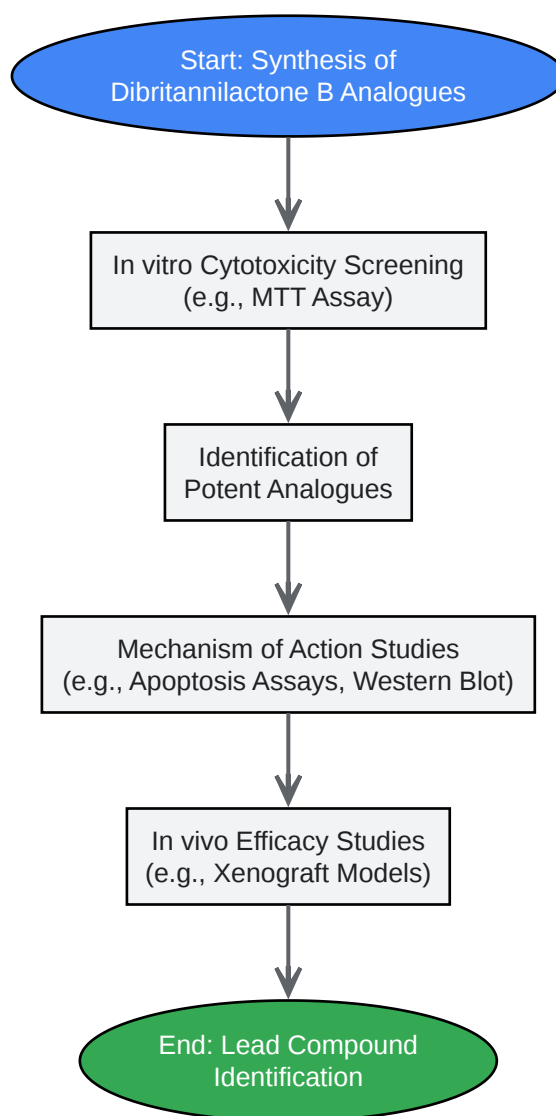 Start: Synthesis of
Dibritannilactone B Analogues
In vitro Cytotoxicity Screening
(e.g., MTT Assay)
Identification of
Potent Analogues
Mechanism of Action Studies
(e.g., Apoptosis Assays, Western Blot)
In vivo Efficacy Studies
(e.g., Xenograft Models)
End: Lead Compound
Identification